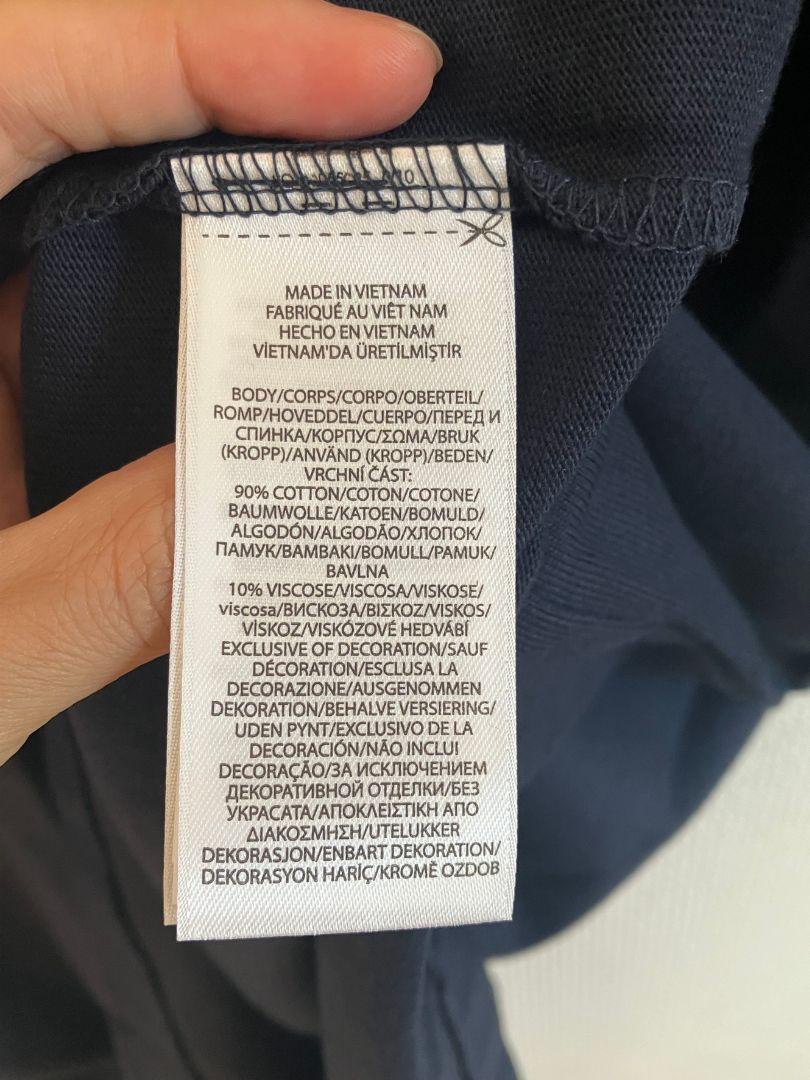 MADE IN VIETNAM
FABRIQUÉ AU VIÊT NAM
HECHO EN VIETNAM
VİETNAM'DA ÜRETİLMİŞTİR
BODY/CORPS/CORPO/OBERTEIL/
ROMP/HOVEDDEL/CUERPO/ПЕРЕД И
СПИНКА/КОРПУС/ΣΩΜΑ/BRUK
(KROPP)/ANVÄND (KROPP)/BEDEN/
VRCHNÍ ČÁST:
90% COTTON/COTON/COTONE/
BAUMWOLLE/KATOEN/BOMULD/
ALGODÓN/ALGODÃO/ХЛОПОК/
ПАМУК/ΒΑΜΒΑΚΙ/BOMULL/PAMUK/
BAVLNA
10% VISCOSE/VISCOSA/VISKOSE/
viscosa/ВИСКОЗА/ΒΙΣΚΟΖ/VISKOS/
VİSKOZ/VISKÓZOVÉ HEDVÁBÍ
EXCLUSIVE OF DECORATION/SAUF
DÉCORATION/ESCLUSA LA
DECORAZIONE/AUSGENOMMEN
DEKORATION/BEHALVE VERSIERING/
UDEN PYNT/EXCLUSIVO DE LA
DECORACIÓN/NÃO INCLUI
DECORAÇÃO/ЗА ИСКЛЮЧЕНИЕМ
ДЕКОРАТИВНОЙ ОТДЕЛКИ/БЕЗ
УКРАСАТА/ΑΠΟΚΛΕΙΣΤΙΚΗ ΑΠΟ
ΔΙΑΚΟΣΜΗΣΗ/UTELUKKER
DEKORASJON/ENBART DEKORATION/
DEKORASYON HARİÇ/KROMĚ OZDOB